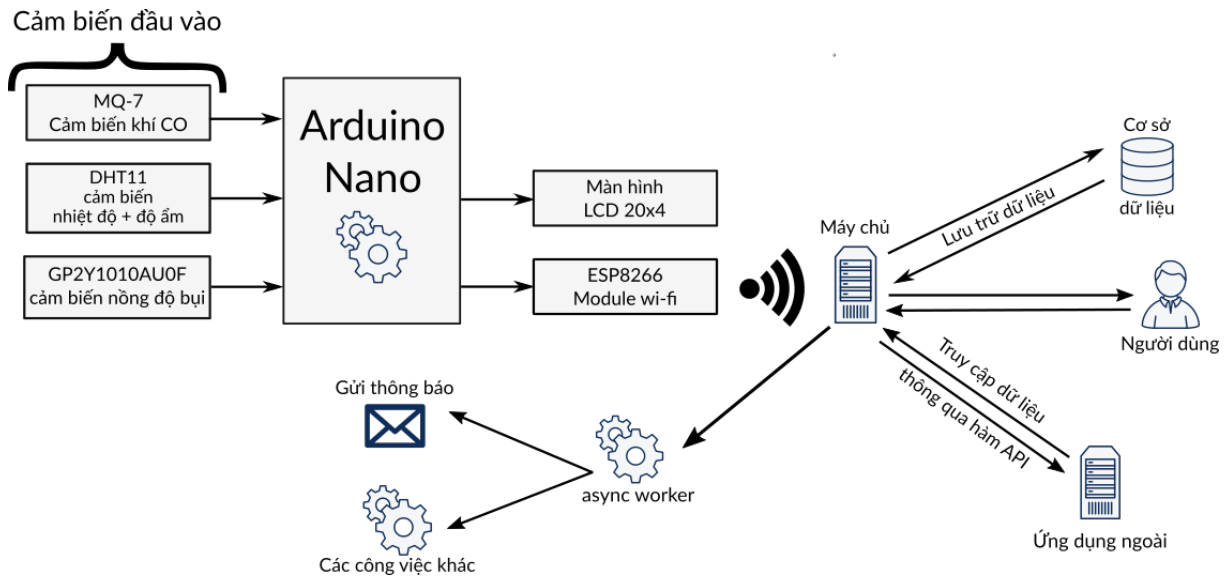 Cảm biến đầu vào
MQ-7
Cảm biến khí CO
DHT11
cảm biến
nhiệt độ + độ ẩm
GP2Y1010AU0F
cảm biến nồng độ bụi
Arduino
Nano
Màn hình
LCD 20x4
ESP8266
Module wi-fi
Máy chủ
Cơ sở
dữ liệu
Lưu trữ dữ liệu
Người dùng
Truy cập dữ liệu
thông qua hàm API
Ứng dụng ngoài
Gửi thông báo
async worker
Các công việc khác